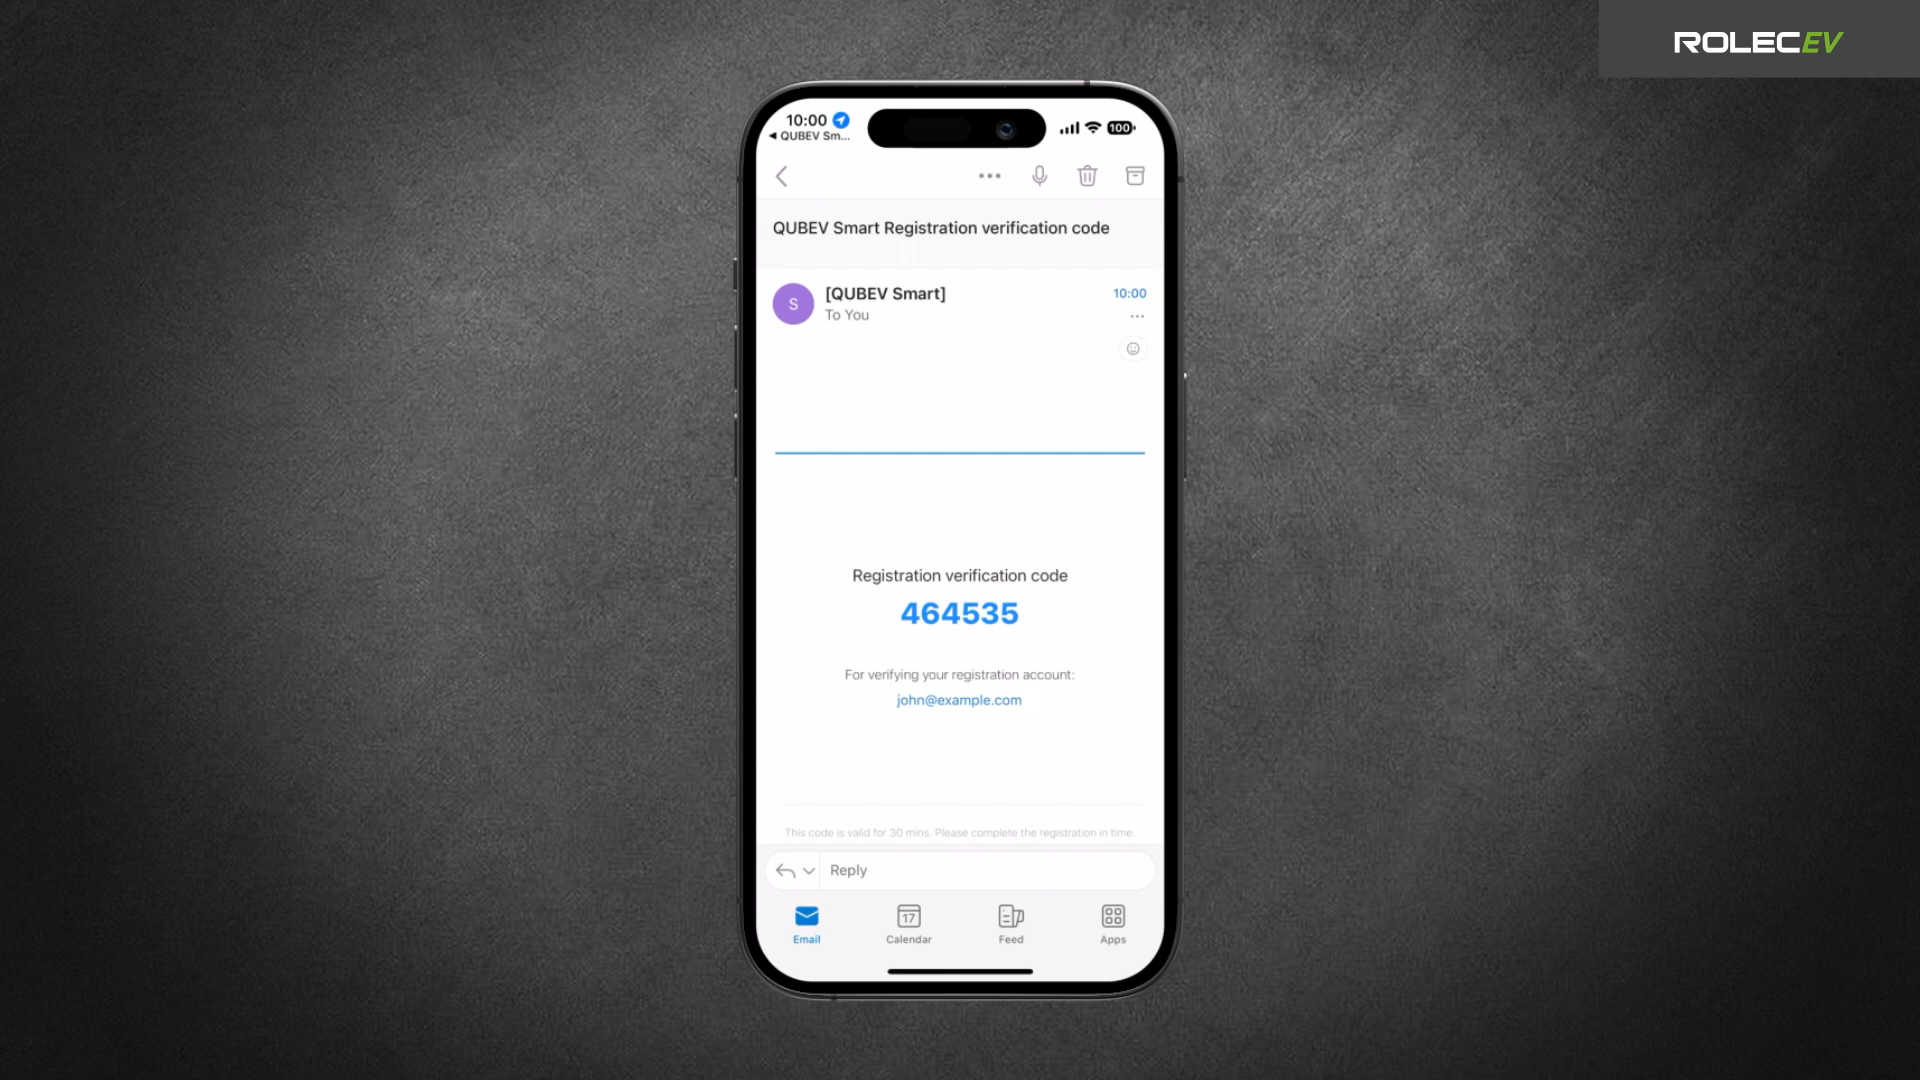 ROLECEV
10:00
100
◀ QUBEV Sm...
QUBEV Smart Registration verification code
S
[QUBEV Smart]
10:00
To You
Registration verification code
464535
For verifying your registration account:
john@example.com
This code is valid for 30 mins. Please complete the registration in time.
Reply
17
Email
Calendar
Feed
Apps